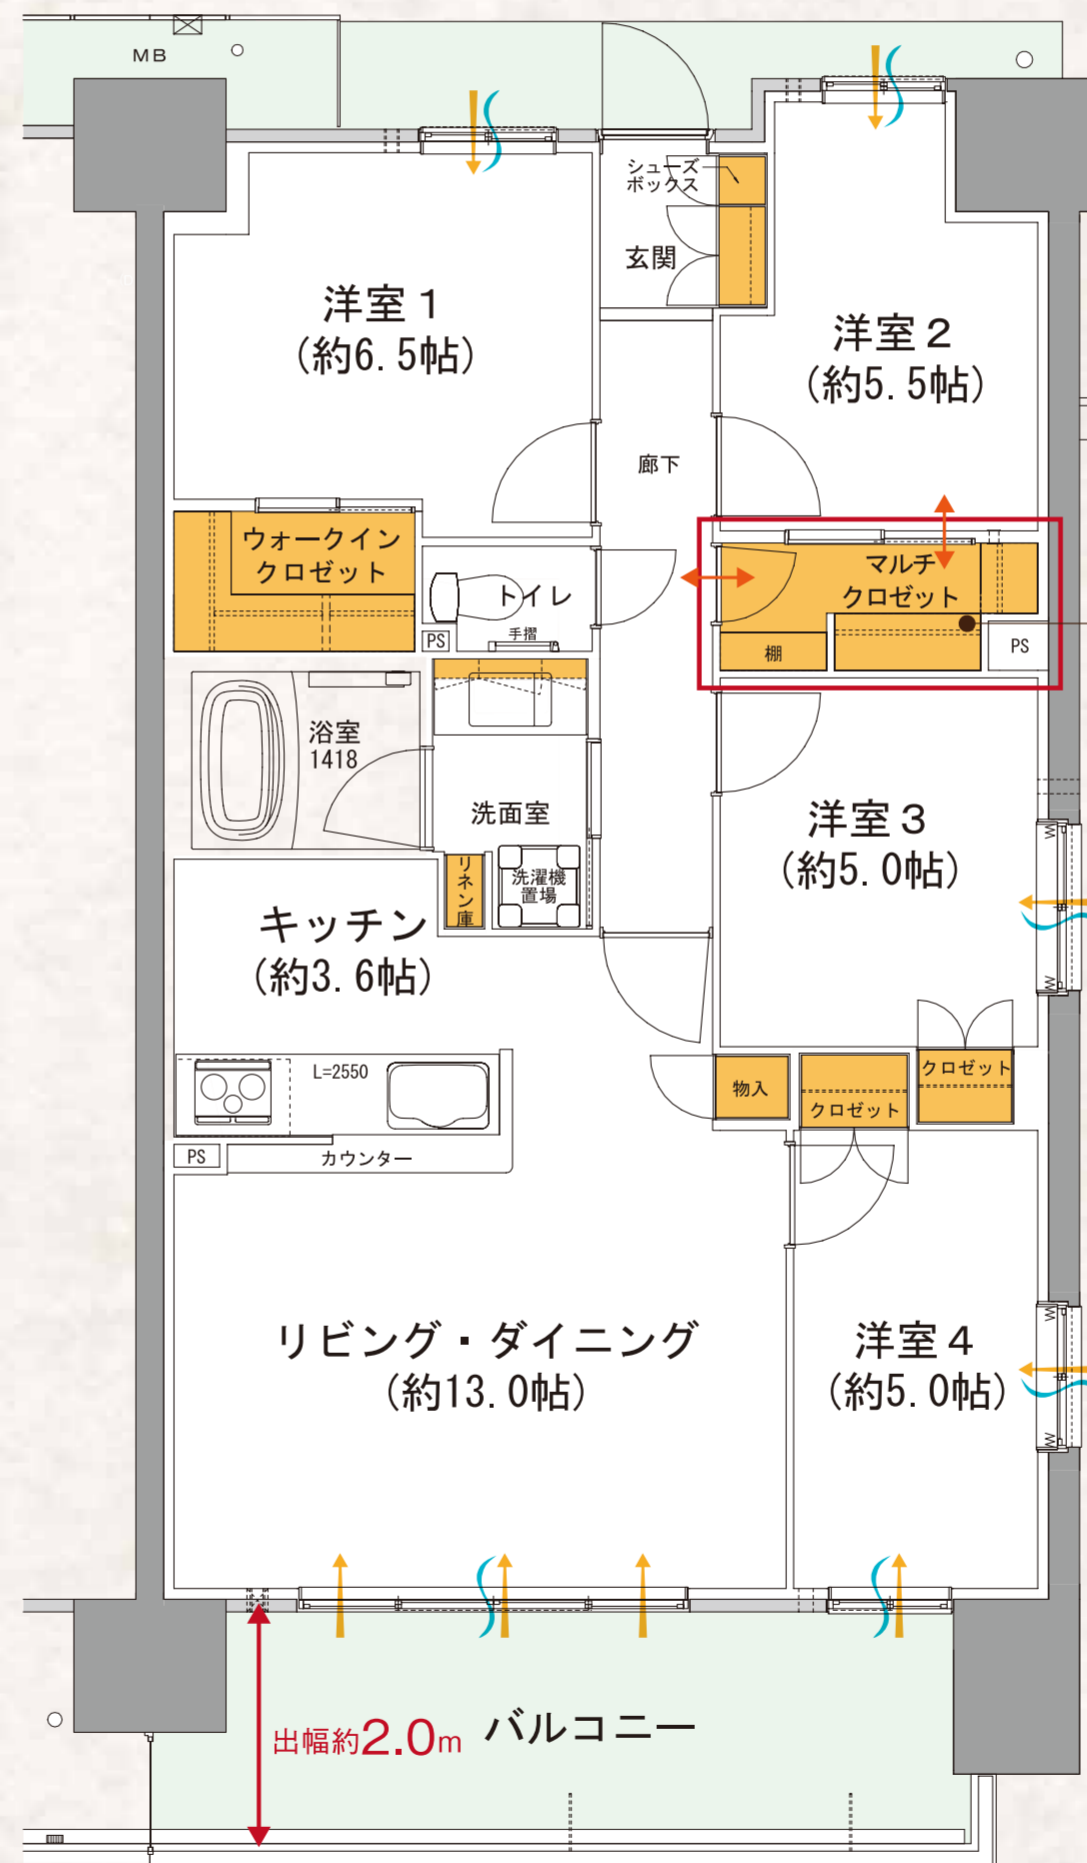 MB
シューズ
ボックス
玄関
洋室1
(約6.5帖)
洋室2
(約5.5帖)
廊下
ウォークイン
クロゼット
マルチ
クロゼット
トイレ
手摺
PS
棚
PS
浴室
1418
洗面室
洋室3
(約5.0帖)
リネン庫
洗濯機
置場
キッチン
(約3.6帖)
L=2550
物入
クロゼット
クロゼット
PS
カウンター
リビング・ダイニング
(約13.0帖)
洋室4
(約5.0帖)
出幅約2.0m
バルコニー